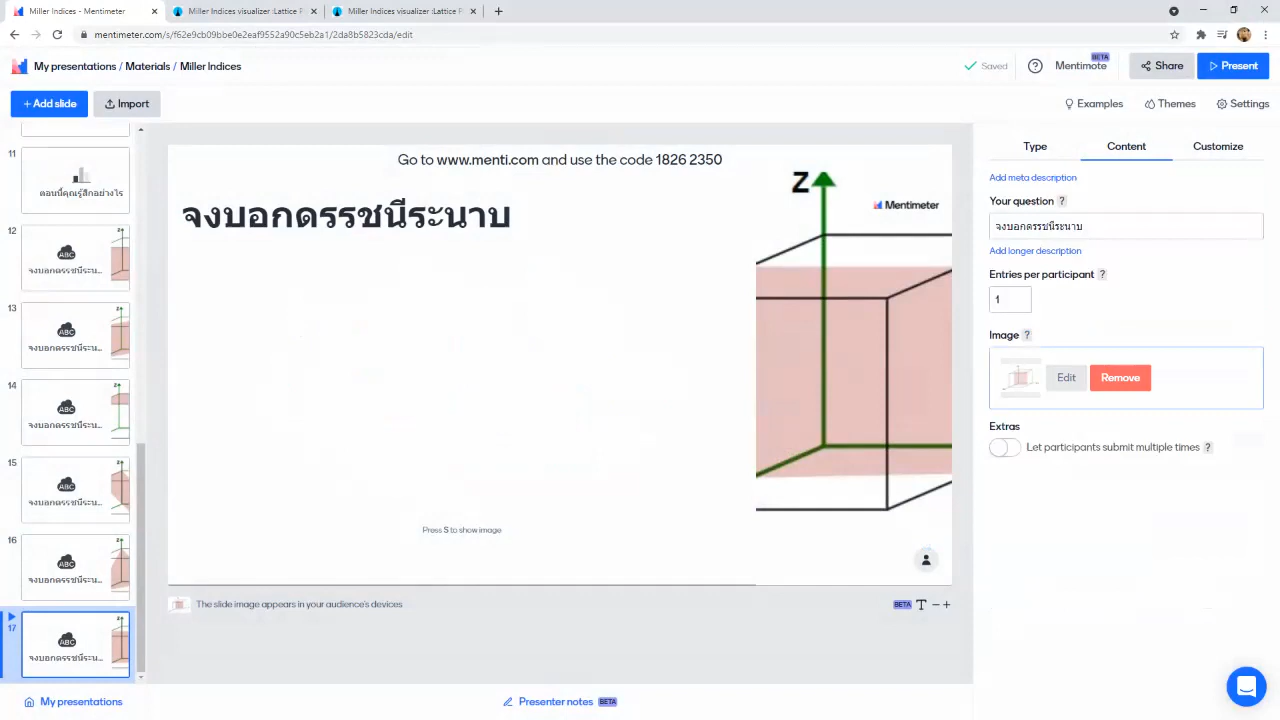 Miller Indices - Mentimeter
Miller Indices visualizer :Lattice F
Miller Indices visualizer :Lattice F
mentimeter.com/s/f62e9cb09bbe0e2eaf9552a90c5eb2a1/2da8b5823cda/edit
My presentations / Materials / Miller Indices
Saved
Mentimote
BETA
Share
Present
+ Add slide
Import
Examples
Themes
Settings
11
ตอนนี้คุณรู้สึกอย่างไร
12
ABC
จงบอกดรรชนีระนา...
13
ABC
จงบอกดรรชนีระนา...
14
ABC
จงบอกดรรชนีระนา...
15
ABC
จงบอกดรรชนีระนา...
16
ABC
จงบอกดรรชนีระนา...
17
ABC
จงบอกดรรชนีระนา...
Go to www.menti.com and use the code 1826 2350
จงบอกดรรชนีระนาบ
Z
Mentimeter
Press S to show image
The slide image appears in your audience's devices
BETA
T
− +
Type
Content
Customize
Add meta description
Your question ?
จงบอกดรรชนีระนาบ
Add longer description
Entries per participant ?
1
Image ?
Edit
Remove
Extras
Let participants submit multiple times ?
My presentations
Presenter notes BETA